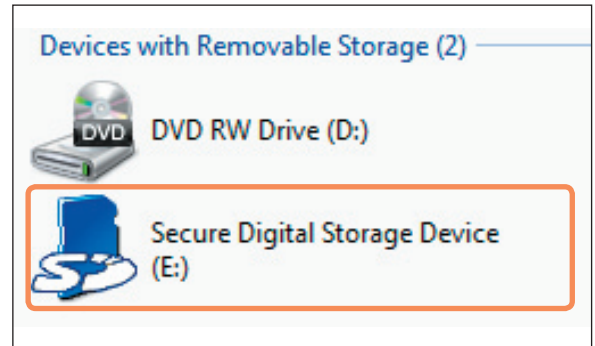 Devices with Removable Storage (2)
DVD
DVD RW Drive (D:)
Secure Digital Storage Device
(E:)
SD